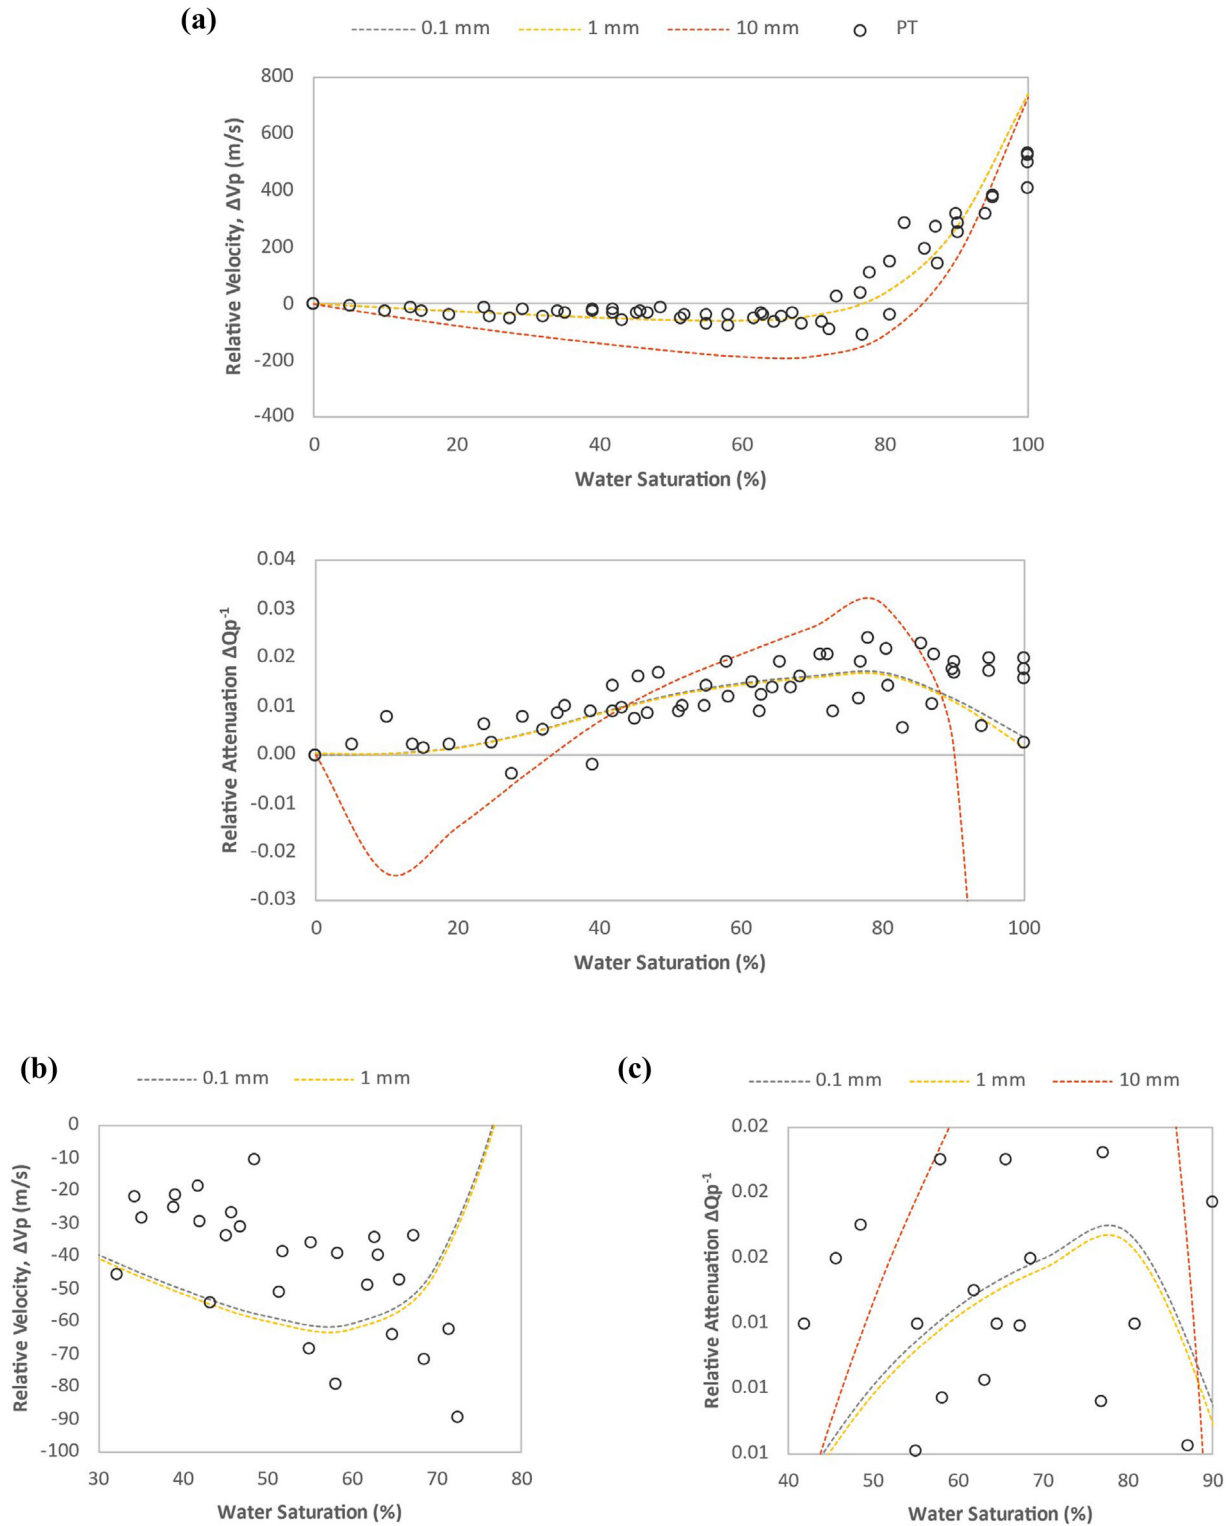 (a)
0.1 mm 1 mm 10 mm PT
Relative Velocity, ΔVp (m/s)
800
600
400
200
0
-200
-400
0 20 40 60 80 100
Water Saturation (%)
Relative Attenuation ΔQp⁻¹
0.04
0.03
0.02
0.01
0.00
-0.01
-0.02
-0.03
0 20 40 60 80 100
Water Saturation (%)
(b)
0.1 mm 1 mm
Relative Velocity, ΔVp (m/s)
0
-10
-20
-30
-40
-50
-60
-70
-80
-90
-100
30 40 50 60 70 80
Water Saturation (%)
(c)
0.1 mm 1 mm 10 mm
Relative Attenuation ΔQp⁻¹
0.02
0.02
0.02
0.01
0.01
0.01
40 50 60 70 80 90
Water Saturation (%)